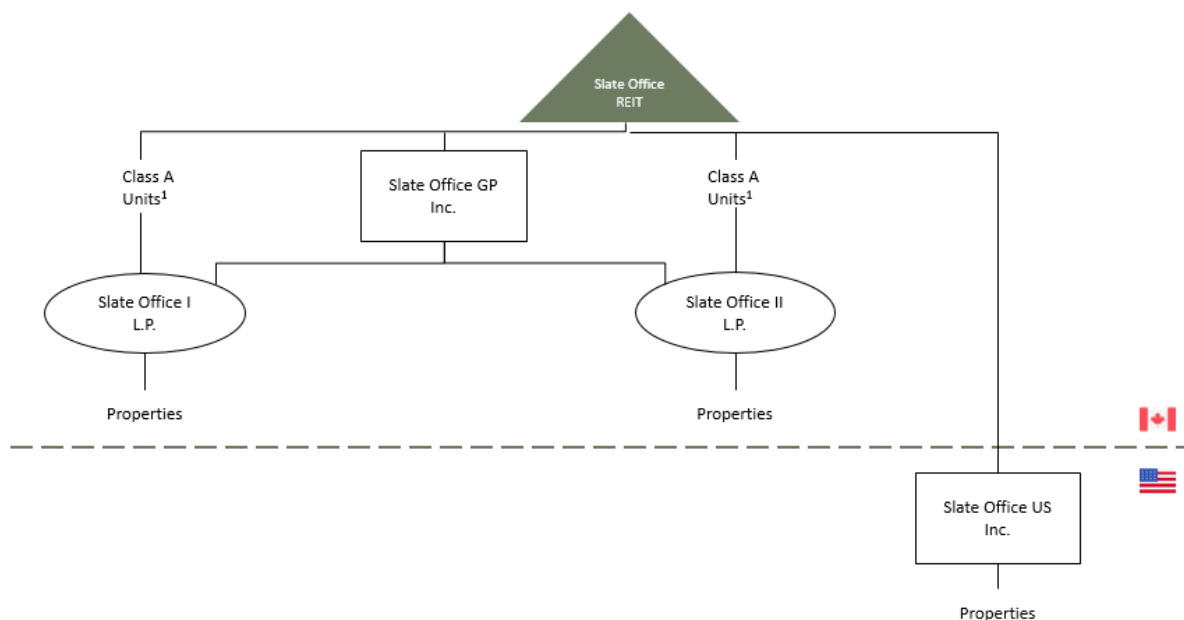 Slate Office
REIT
Class A
Units¹
Slate Office GP
Inc.
Class A
Units¹
Slate Office I
L.P.
Slate Office II
L.P.
Properties
Properties
Slate Office US
Inc.
Properties